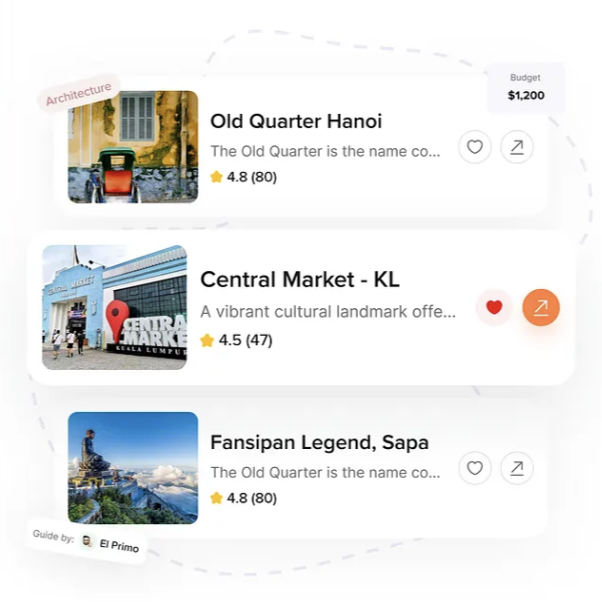 Budget
$1,200
Architecture
Old Quarter Hanoi
The Old Quarter is the name co...
4.8 (80)
CENTRAL MARKET
CENTRA
MARKE
KUALA LUMPUR
Central Market - KL
A vibrant cultural landmark offe...
4.5 (47)
Fansipan Legend, Sapa
The Old Quarter is the name co...
4.8 (80)
Guide by: El Primo